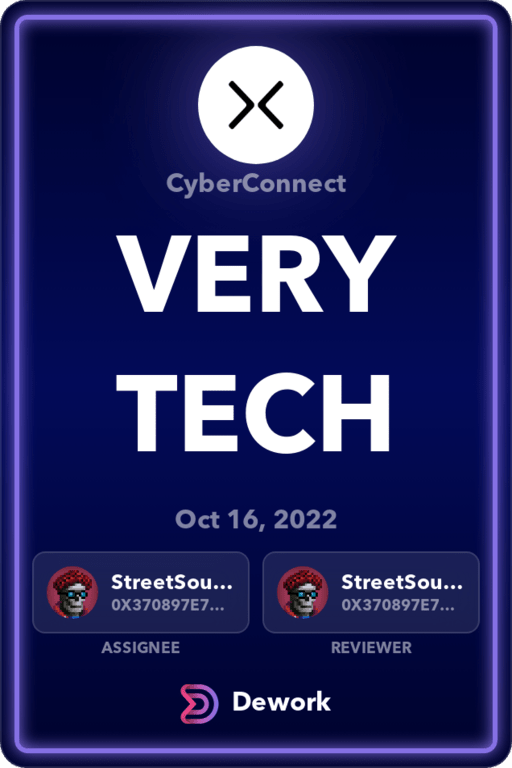 CyberConnect
VERY
TECH
Oct 16, 2022
StreetSou...
0X370897E7...
StreetSou...
0X370897E7...
ASSIGNEE
REVIEWER
Dework